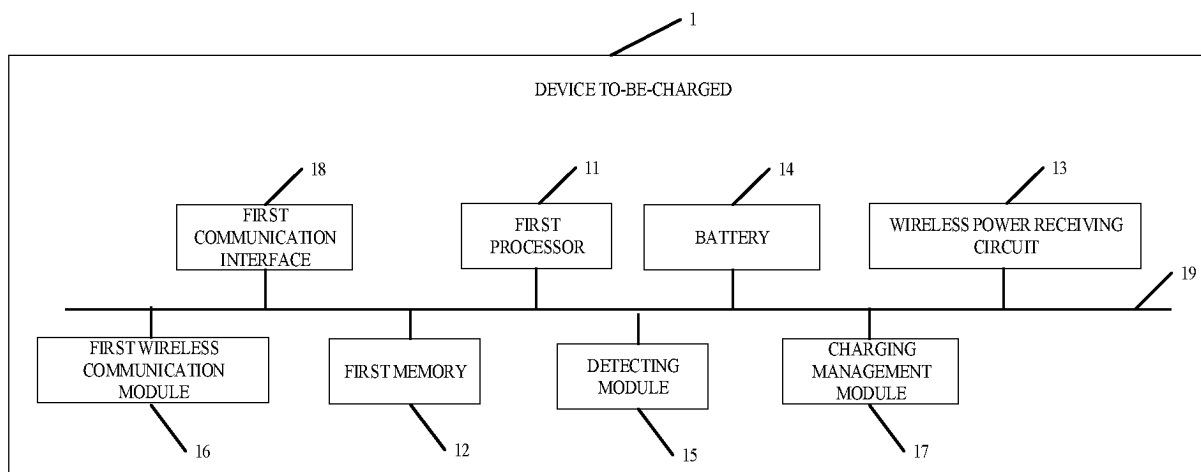 1
DEVICE TO-BE-CHARGED
18
11
14
13
FIRST
COMMUNICATION
INTERFACE
FIRST
PROCESSOR
BATTERY
WIRELESS POWER RECEIVING
CIRCUIT
19
FIRST WIRELESS
COMMUNICATION
MODULE
FIRST MEMORY
DETECTING
MODULE
CHARGING
MANAGEMENT
MODULE
16
12
15
17